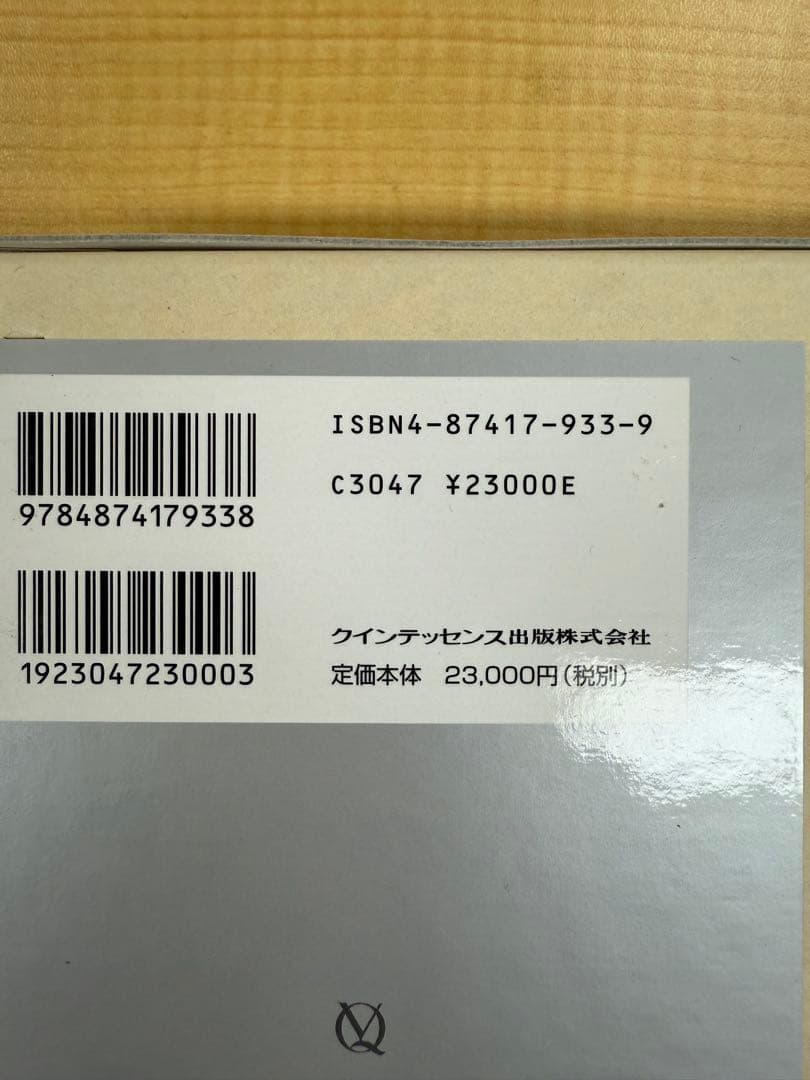 ISBN4-87417-933-9
C3047 ¥23000E
9784874179338
1923047230003
クインテッセンス出版株式会社
定価本体 23,000円(税別)